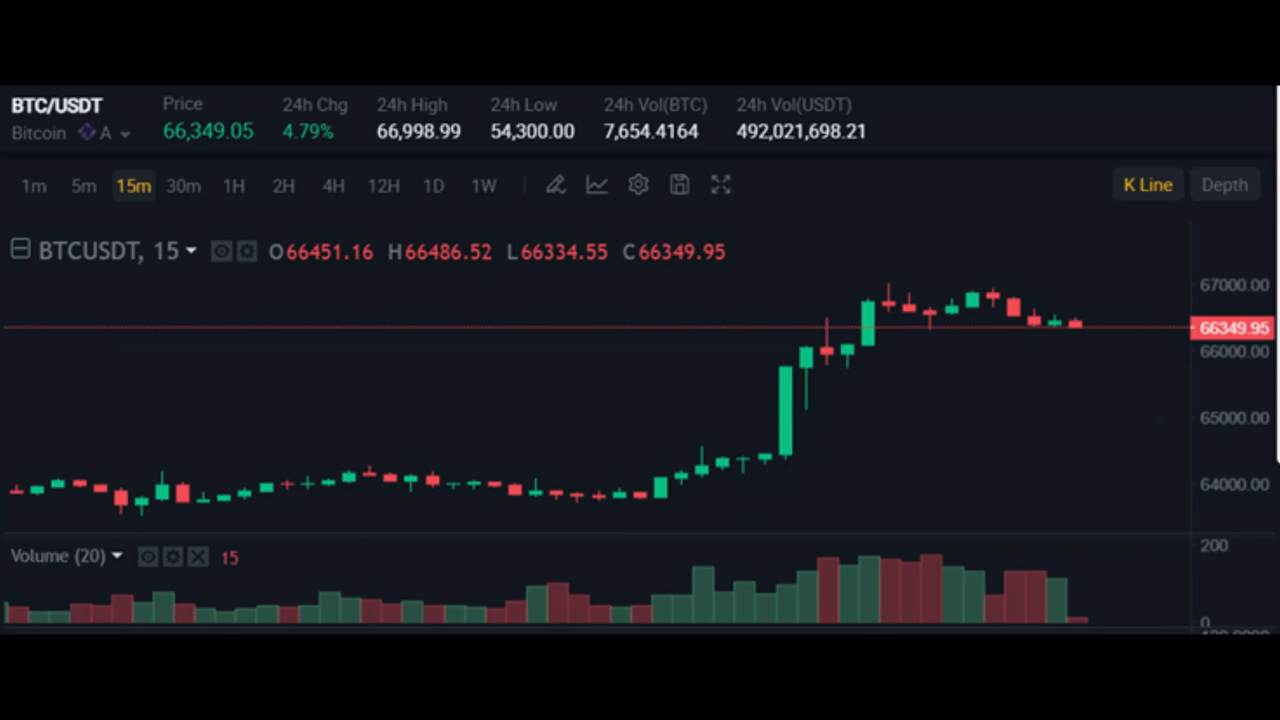 BTC/USDT Price 24h Chg 24h High 24h Low 24h Vol(BTC) 24h Vol(USDT)
Bitcoin A 66,349.05 4.79% 66,998.99 54,300.00 7,654.4164 492,021,698.21
1m 5m 15m 30m 1H 2H 4H 12H 1D 1W K Line Depth
BTCUSDT, 15 O66451.16 H66486.52 L66334.55 C66349.95
67000.00
66349.95
66000.00
65000.00
64000.00
Volume (20) 15 200
0